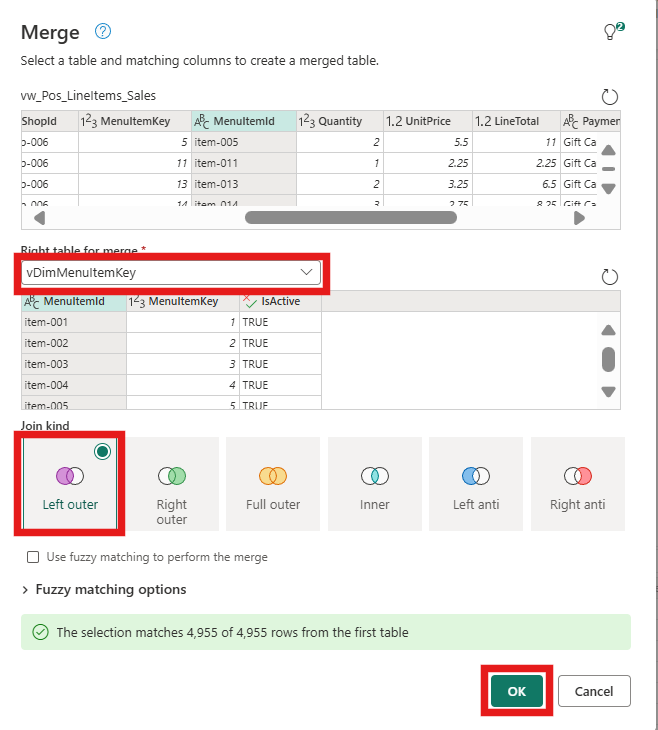 Merge ? 2
Select a table and matching columns to create a merged table.
vw_Pos_LineItems_Sales
ShopId 123 MenuItemKey ABC MenuItemId 123 Quantity 1.2 UnitPrice 1.2 LineTotal ABC Paymen
p-006 5 item-005 2 5.5 11 Gift Ca
p-006 11 item-011 1 2.25 2.25 Gift Ca
p-006 13 item-013 2 3.25 6.5 Gift Ca
p-006 14 item-014 3 2.75 8.25 Gift Ca
Right table for merge *
vDimMenuItemKey
ABC MenuItemId 123 MenuItemKey IsActive
item-001 1 TRUE
item-002 2 TRUE
item-003 3 TRUE
item-004 4 TRUE
item-005 5 TRUE
Join kind
Left outer
Right outer
Full outer
Inner
Left anti
Right anti
Use fuzzy matching to perform the merge
Fuzzy matching options
The selection matches 4,955 of 4,955 rows from the first table
OK Cancel